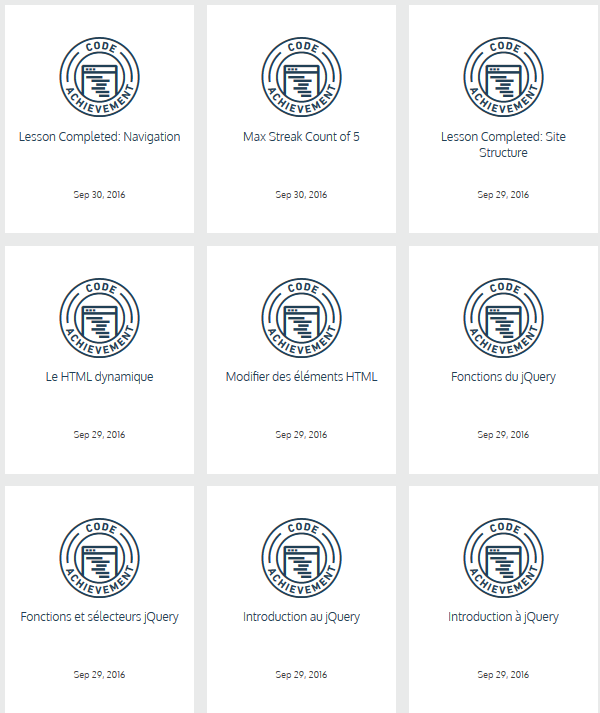 CODE ACHIEVEMENT
CODE ACHIEVEMENT
CODE ACHIEVEMENT
Lesson Completed: Navigation
Max Streak Count of 5
Lesson Completed: Site
Structure
Sep 30, 2016
Sep 30, 2016
Sep 29, 2016
CODE ACHIEVEMENT
CODE ACHIEVEMENT
CODE ACHIEVEMENT
Le HTML dynamique
Modifier des éléments HTML
Fonctions du jQuery
Sep 29, 2016
Sep 29, 2016
Sep 29, 2016
CODE ACHIEVEMENT
CODE ACHIEVEMENT
CODE ACHIEVEMENT
Fonctions et sélecteurs jQuery
Introduction au jQuery
Introduction à jQuery
Sep 29, 2016
Sep 29, 2016
Sep 29, 2016